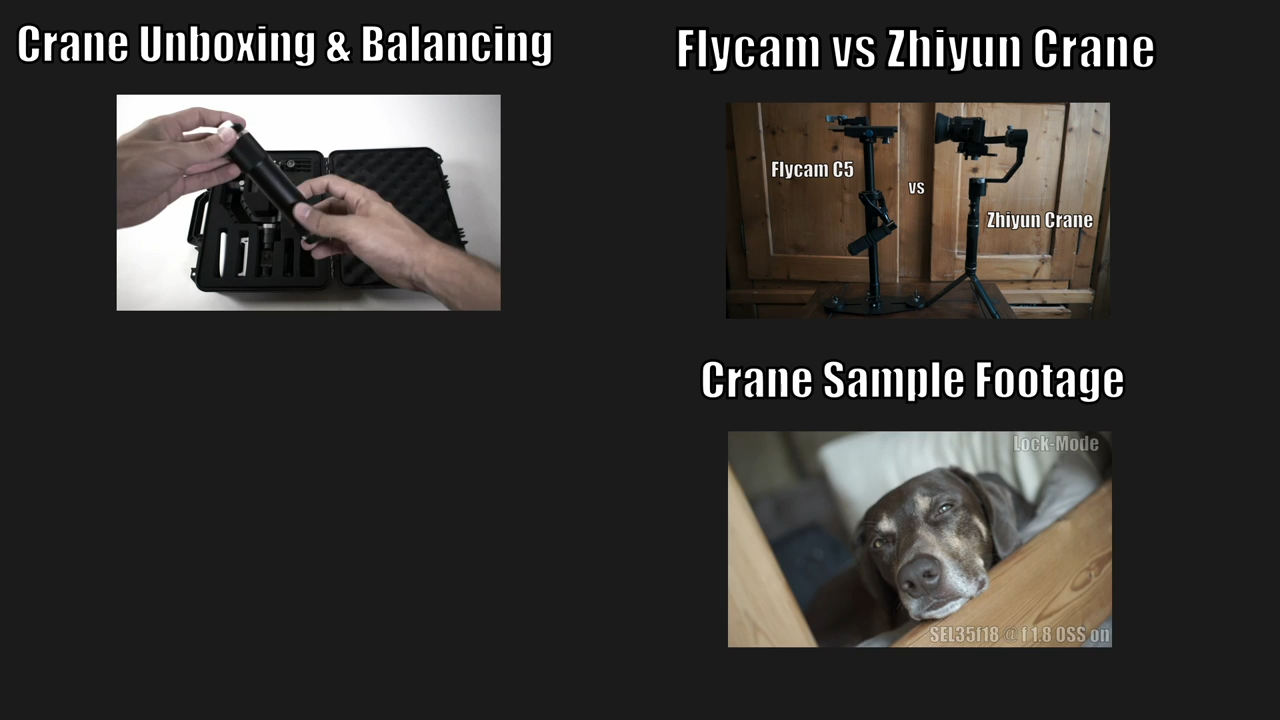 Crane Unboxing & Balancing
Flycam vs Zhiyun Crane
Flycam C5
vs
Zhiyun Crane
Crane Sample Footage
Lock-Mode
SEL35f18 @ f1.8 OSS on